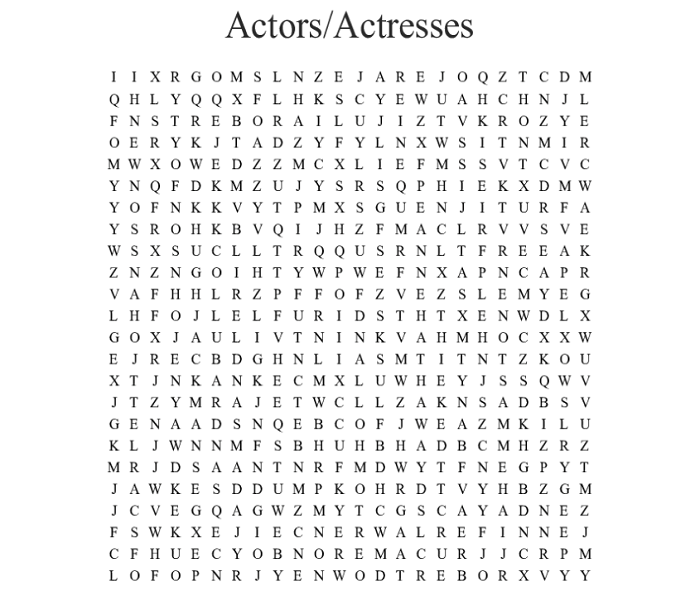 Actors/Actresses
I I X R G O M S L N Z E J A R E J O Q Z T C D M
Q H L Y Q Q X F L H K S C Y E W U A H C H N J L
F N S T R E B O R A I L U J I Z T V K R O Z Y E
O E R Y K J T A D Z Y F Y L N X W S I T N M I R
M W X O W E D Z Z M C X L I E F M S S V T C V C
Y N Q F D K M Z U J Y S R S Q P H I E K X D M W
Y O F N K K V Y T P M X S G U E N J I T U R F A
Y S R O H K B V Q I J H Z F M A C L R V V S V E
W S X S U C L L T R Q Q U S R N L T F R E E A K
Z N Z N G O I H T Y W P W E F N X A P N C A P R
V A F H H L R Z P F F O F Z V E Z S L E M Y E G
L H F O J L E L F U R I D S T H T X E N W D L X
G O X J A U L I V T N I N K V A H M H O C X X W
E J R E C B D G H N L I A S M T I T N T Z K O U
X T J N K A N K E C M X L U W H E Y J S S Q W V
J T Z Y M R A J E T W C L L Z A K N S A D B S V
G E N A A D S N Q E B C O F J W E A Z M K I L U
K L J W N N M F S B H U H B H A D B C M H Z R Z
M R J D S A A N T N R F M D W Y T F N E G P Y T
J A W K E S D D U M P K O H R D T V Y H B Z G M
J C V E G Q A G W Z M Y T C G S C A Y A D N E Z
F S W K X E J I E C N E R W A L R E F I N N E J
C F H U E C Y O B N O R E M A C U R J J C R P M
L O F O P N R J Y E N W O D T R E B O R X V Y Y